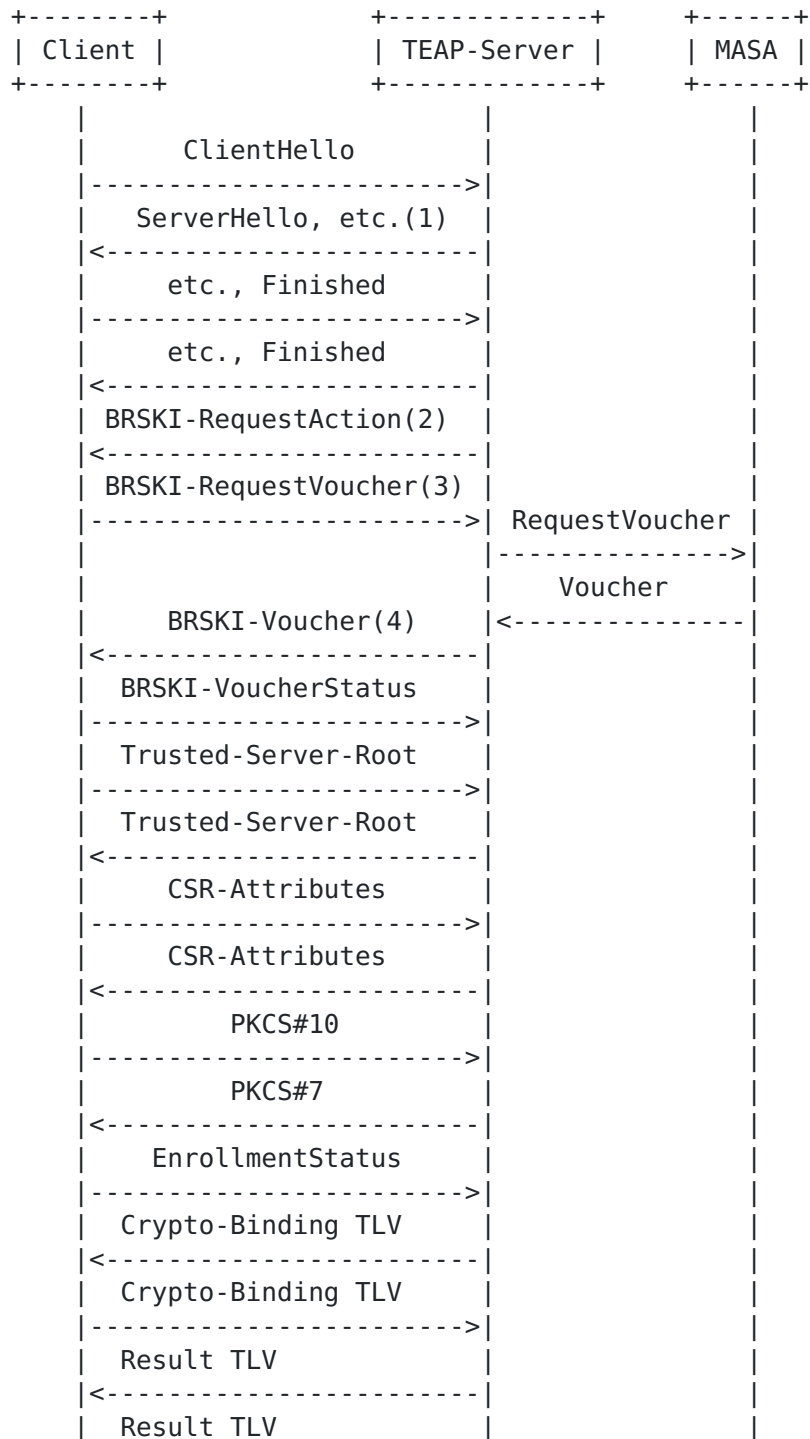 +--------+             +-------------+     +------+
| Client |             | TEAP-Server |     | MASA |
+--------+             +-------------+     +------+
    |                         |                |
    |      ClientHello        |                |
    |------------------------>|                |
    |   ServerHello, etc.(1)  |                |
    |<------------------------|                |
    |     etc., Finished      |                |
    |------------------------>|                |
    |     etc., Finished      |                |
    |<------------------------|                |
    | BRSKI-RequestAction(2)  |                |
    |<------------------------|                |
    | BRSKI-RequestVoucher(3) |                |
    |------------------------>| RequestVoucher |
    |                         |--------------->|
    |                         |    Voucher     |
    |     BRSKI-Voucher(4)    |<---------------|
    |<------------------------|                |
    |  BRSKI-VoucherStatus    |                |
    |------------------------>|                |
    |  Trusted-Server-Root    |                |
    |------------------------>|                |
    |  Trusted-Server-Root    |                |
    |<------------------------|                |
    |     CSR-Attributes      |                |
    |------------------------>|                |
    |     CSR-Attributes      |                |
    |<------------------------|                |
    |         PKCS#10         |                |
    |------------------------>|                |
    |         PKCS#7          |                |
    |<------------------------|                |
    |    EnrollmentStatus     |                |
    |------------------------>|                |
    |  Crypto-Binding TLV     |                |
    |<------------------------|                |
    |  Crypto-Binding TLV     |                |
    |------------------------>|                |
    |  Result TLV             |                |
    |<------------------------|                |
    |  Result TLV             |                |